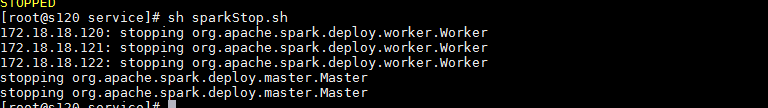 STOPPED
[root@s120 service]# sh sparkStop.sh
172.18.18.120: stopping org.apache.spark.deploy.worker.Worker
172.18.18.121: stopping org.apache.spark.deploy.worker.Worker
172.18.18.122: stopping org.apache.spark.deploy.worker.Worker
stopping org.apache.spark.deploy.master.Master
stopping org.apache.spark.deploy.master.Master
[root@s120 service]#